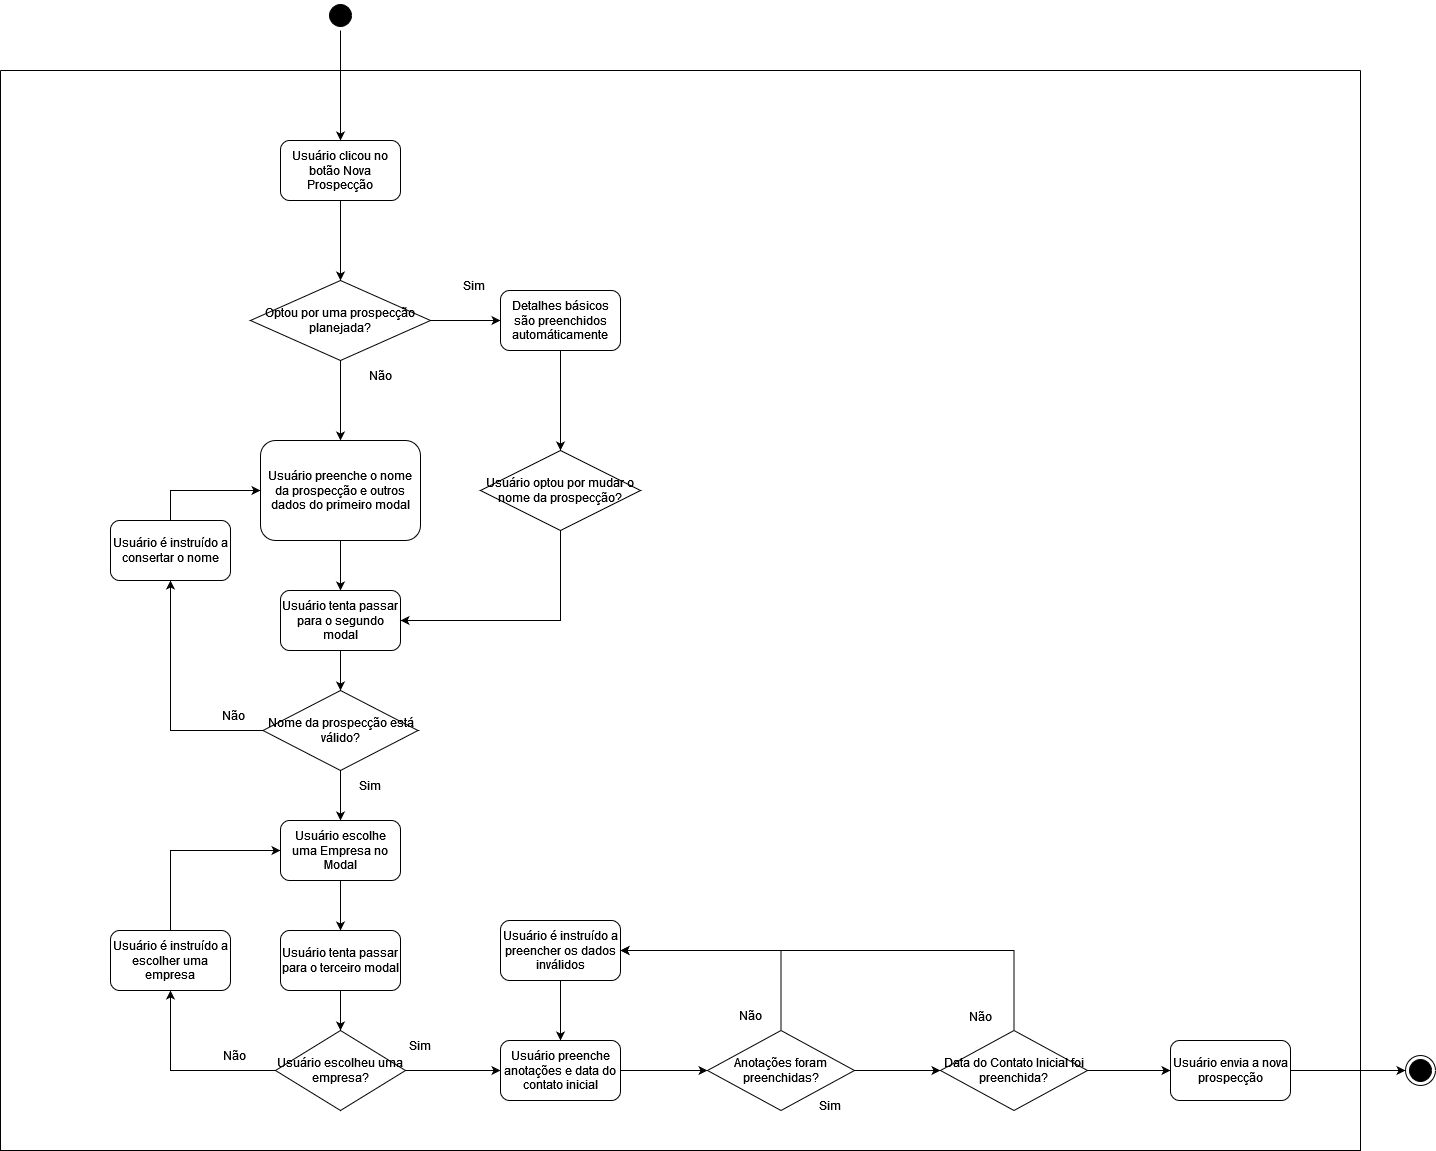 Usuário clicou no
botão Nova
Prospecção
Optou por uma prospecção
planejada?
Sim
Detalhes básicos
são preenchidos
automáticamente
Não
Usuário preenche o nome
da prospecção e outros
dados do primeiro modal
Usuário optou por mudar o
nome da prospecção?
Usuário é instruído a
consertar o nome
Usuário tenta passar
para o segundo
modal
Não
Nome da prospecção está
válido?
Sim
Usuário escolhe
uma Empresa no
Modal
Usuário é instruído a
escolher uma
empresa
Usuário tenta passar
para o terceiro modal
Não
Usuário escolheu uma
empresa?
Sim
Usuário é instruído a
preencher os dados
inválidos
Usuário preenche
anotações e data do
contato inicial
Não
Anotações foram
preenchidas?
Sim
Não
Data do Contato Inicial foi
preenchida?
Usuário envia a nova
prospecção